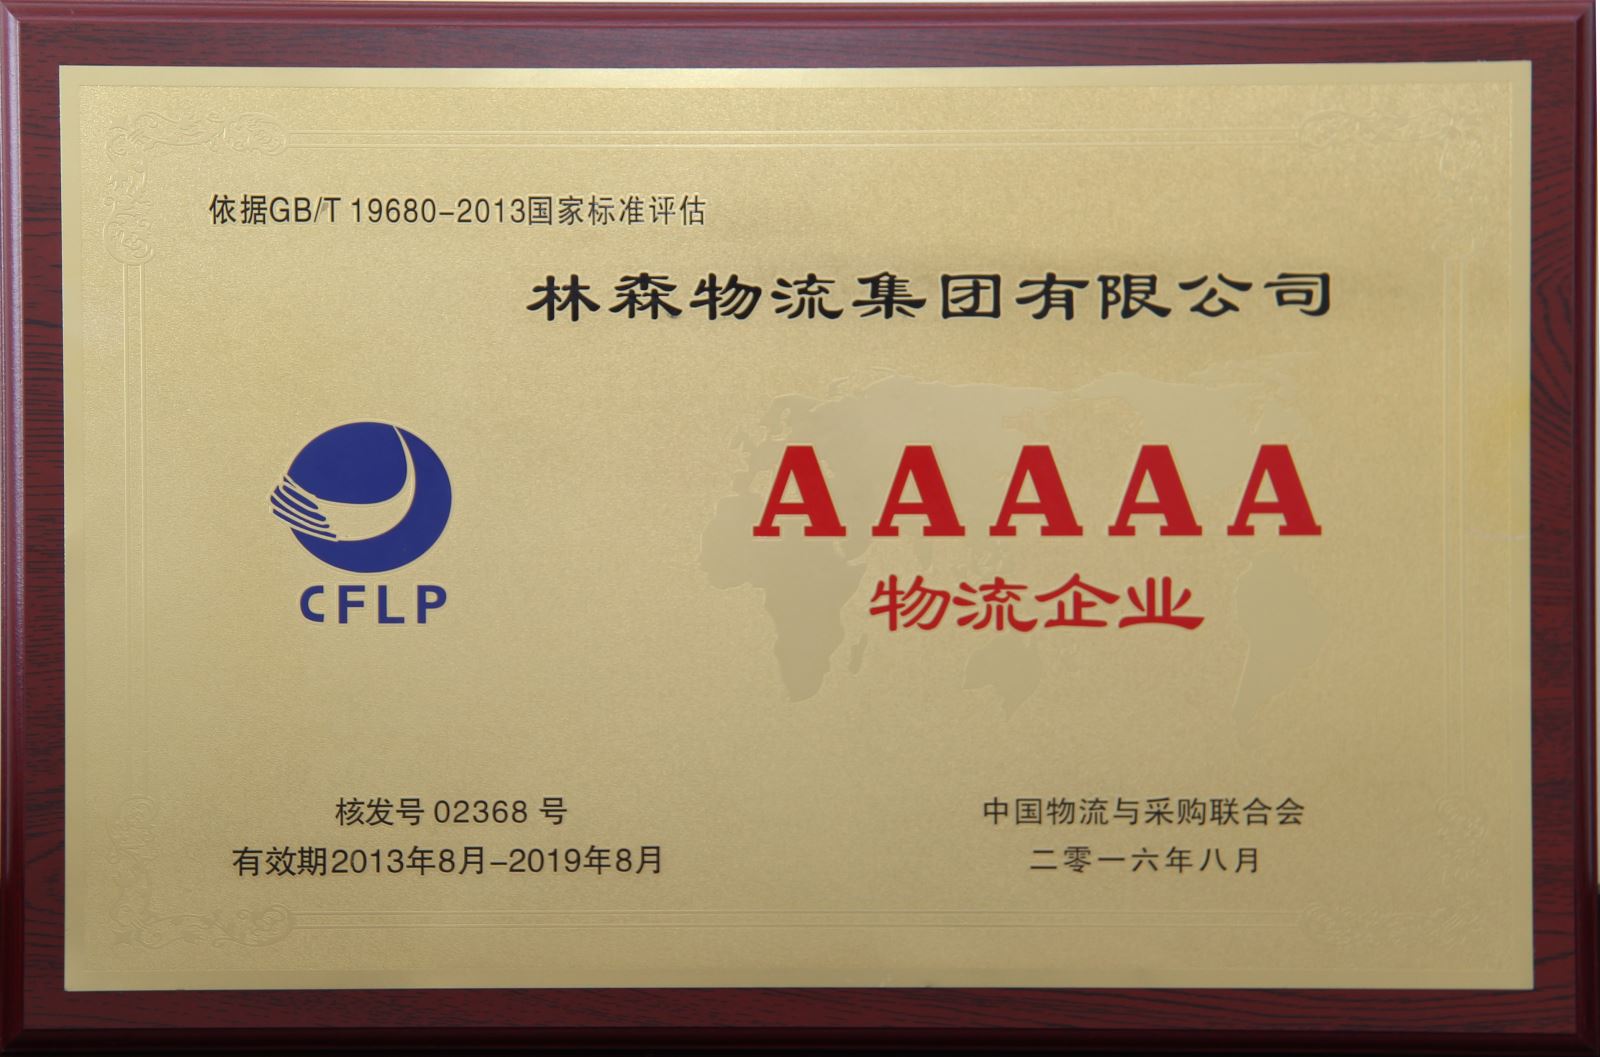 依据GB/T 19680-2013国家标准评估
林森物流集团有限公司
AAAAA
CFLP
物流企业
核发号 02368 号
中国物流与采购联合会
有效期2013年8月-2019年8月
二零一六年八月